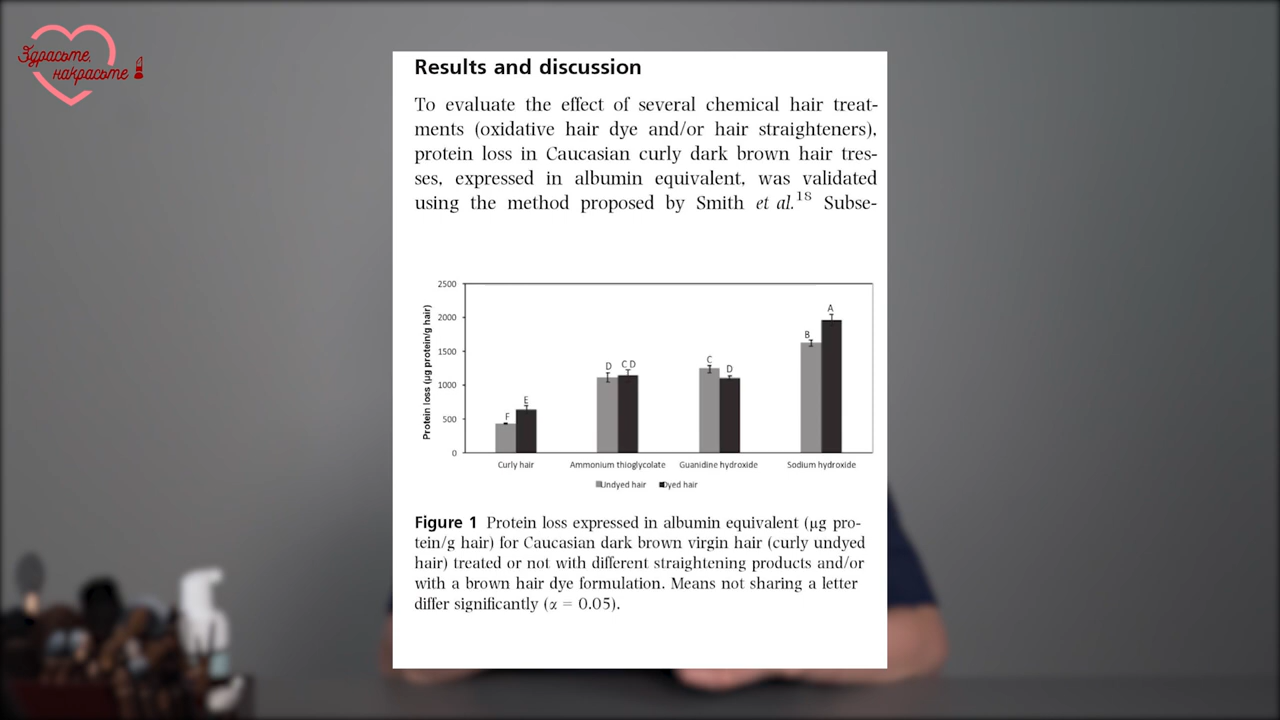 Здрасьте,
накрасьте
Results and discussion
To evaluate the effect of several chemical hair treat-
ments (oxidative hair dye and/or hair straighteners),
protein loss in Caucasian curly dark brown hair tres-
ses, expressed in albumin equivalent, was validated
using the method proposed by Smith et al.18 Subse-
Protein loss (µg protein/g hair)
2500
2000
1500
1000
500
0
F
E
D
C D
C
D
B
A
Curly hair
Ammonium thioglycolate
Guanidine hydroxide
Sodium hydroxide
Undyed hair
Dyed hair
Figure 1 Protein loss expressed in albumin equivalent (µg pro-
tein/g hair) for Caucasian dark brown virgin hair (curly undyed
hair) treated or not with different straightening products and/or
with a brown hair dye formulation. Means not sharing a letter
differ significantly (α = 0.05).